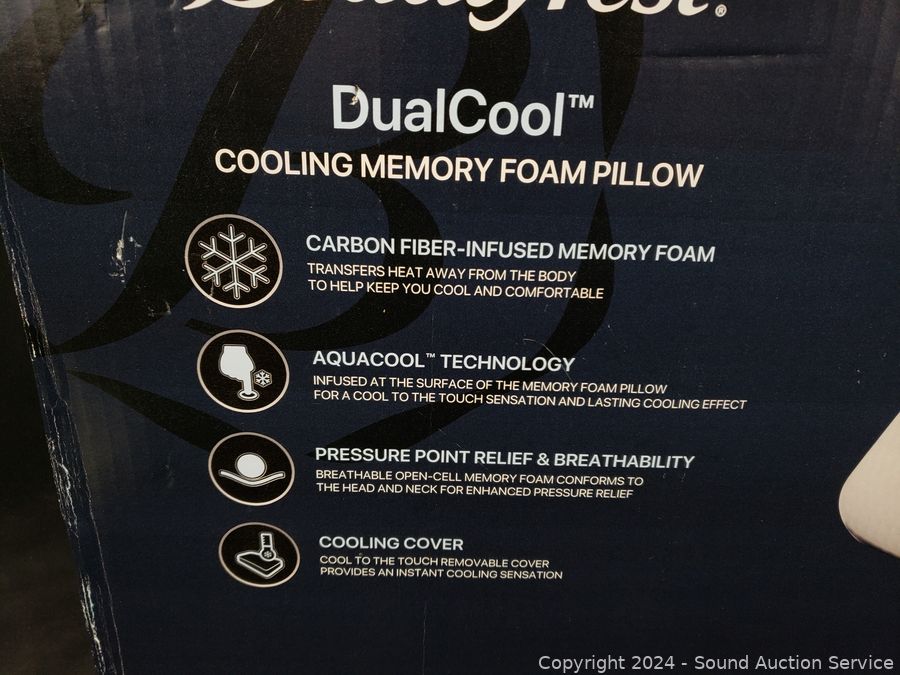 Beautyrest®
DualCool™
COOLING MEMORY FOAM PILLOW
CARBON FIBER-INFUSED MEMORY FOAM
TRANSFERS HEAT AWAY FROM THE BODY
TO HELP KEEP YOU COOL AND COMFORTABLE
AQUACOOL™ TECHNOLOGY
INFUSED AT THE SURFACE OF THE MEMORY FOAM PILLOW
FOR A COOL TO THE TOUCH SENSATION AND LASTING COOLING EFFECT
PRESSURE POINT RELIEF & BREATHABILITY
BREATHABLE OPEN-CELL MEMORY FOAM CONFORMS TO
THE HEAD AND NECK FOR ENHANCED PRESSURE RELIEF
COOLING COVER
COOL TO THE TOUCH REMOVABLE COVER
PROVIDES AN INSTANT COOLING SENSATION
Copyright 2024 - Sound Auction Service